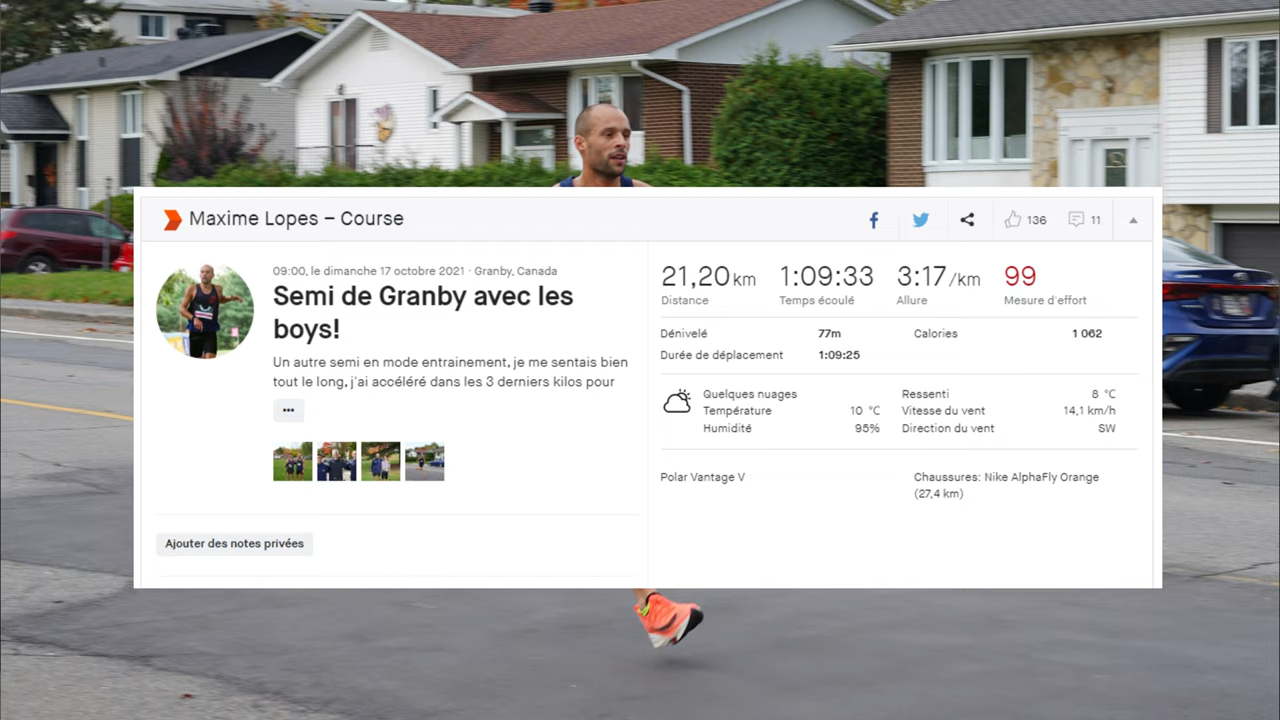 Maxime Lopes – Course
136
11
09:00, le dimanche 17 octobre 2021 · Granby, Canada
Semi de Granby avec les
boys!
Un autre semi en mode entrainement, je me sentais bien
tout le long, j'ai accéléré dans les 3 derniers kilos pour
...
Ajouter des notes privées
21,20 km 1:09:33 3:17 /km 99
Distance Temps écoulé Allure Mesure d'effort
Dénivelé 77m Calories 1 062
Durée de déplacement 1:09:25
Quelques nuages Ressenti 8 °C
Température 10 °C Vitesse du vent 14,1 km/h
Humidité 95% Direction du vent SW
Polar Vantage V Chaussures: Nike AlphaFly Orange
(27,4 km)